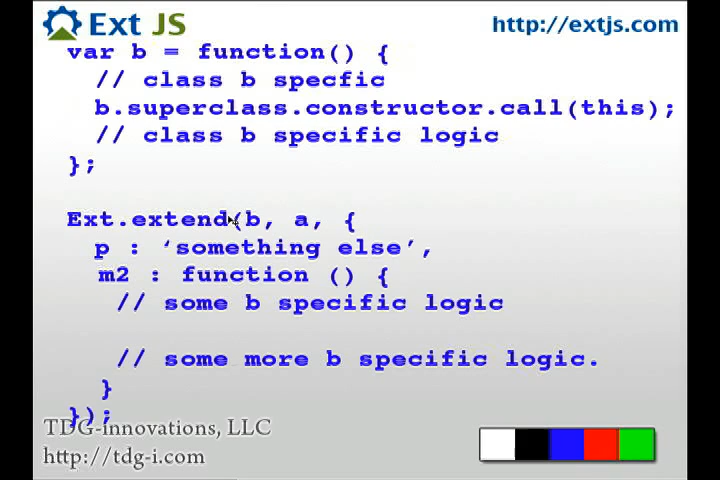 Ext JS
http://extjs.com
var b = function() {
// class b specfic
b.superclass.constructor.call(this);
// class b specific logic
};
Ext.extend(b, a, {
p : ‘something else’,
m2 : function () {
// some b specific logic
// some more b specific logic.
}
});
TDG-innovations, LLC
http://tdg-i.com